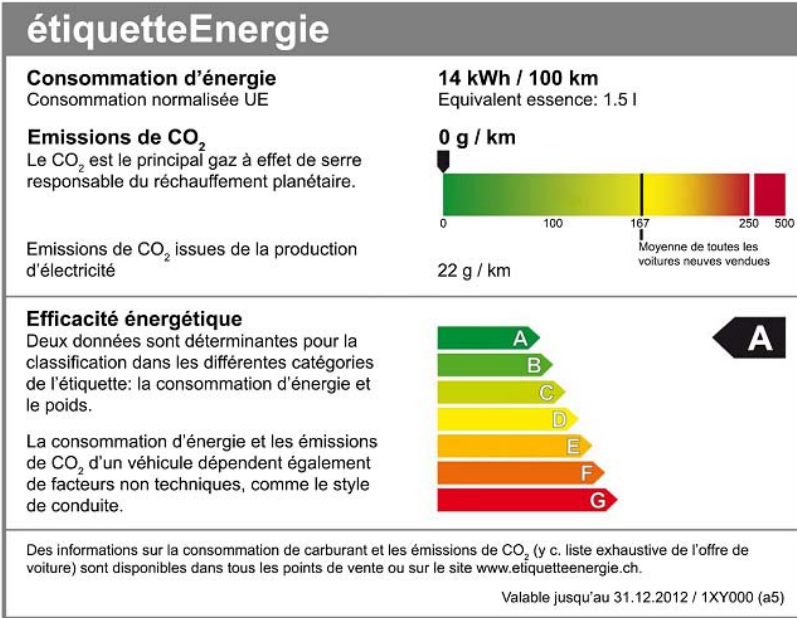 étiquetteEnergie
Consommation d'énergie
Consommation normalisée UE
14 kWh / 100 km
Equivalent essence: 1.5 l
Emissions de CO₂
Le CO₂ est le principal gaz à effet de serre
responsable du réchauffement planétaire.
0 g / km
0 100 167 250 500
Moyenne de toutes les
voitures neuves vendues
Emissions de CO₂ issues de la production
d'électricité
22 g / km
Efficacité énergétique
Deux données sont déterminantes pour la
classification dans les différentes catégories
de l'étiquette: la consommation d'énergie et
le poids.
La consommation d'énergie et les émissions
de CO₂ d'un véhicule dépendent également
de facteurs non techniques, comme le style
de conduite.
A
B
C
D
E
F
G
A
Des informations sur la consommation de carburant et les émissions de CO₂ (y c. liste exhaustive de l'offre de
voiture) sont disponibles dans tous les points de vente ou sur le site www.etiquetteenergie.ch.
Valable jusqu'au 31.12.2012 / 1XY000 (a5)